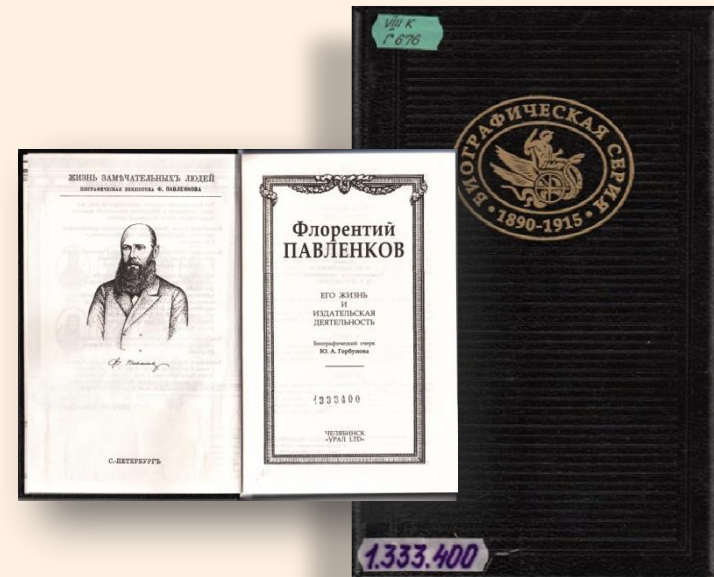 ЖИЗНЬ ЗАМѢЧАТЕЛЬНЫХЪ ЛЮДЕЙ
БІОГРАФИЧЕСКАЯ БИБЛІОТЕКА Ф. ПАВЛЕНКОВА
С.-ПЕТЕРБУРГЪ
Флорентий
ПАВЛЕНКОВ
ЕГО ЖИЗНЬ
И
ИЗДАТЕЛЬСКАЯ
ДЕЯТЕЛЬНОСТЬ
Биографический очерк
Ю. А. Горбунова
1333400
ЧЕЛЯБИНСК
«УРАЛ LTD»
VIII К
Г 676
БИОГРАФИЧЕСКАЯ СЕРИЯ
• 1890-1915 •
1.333.400